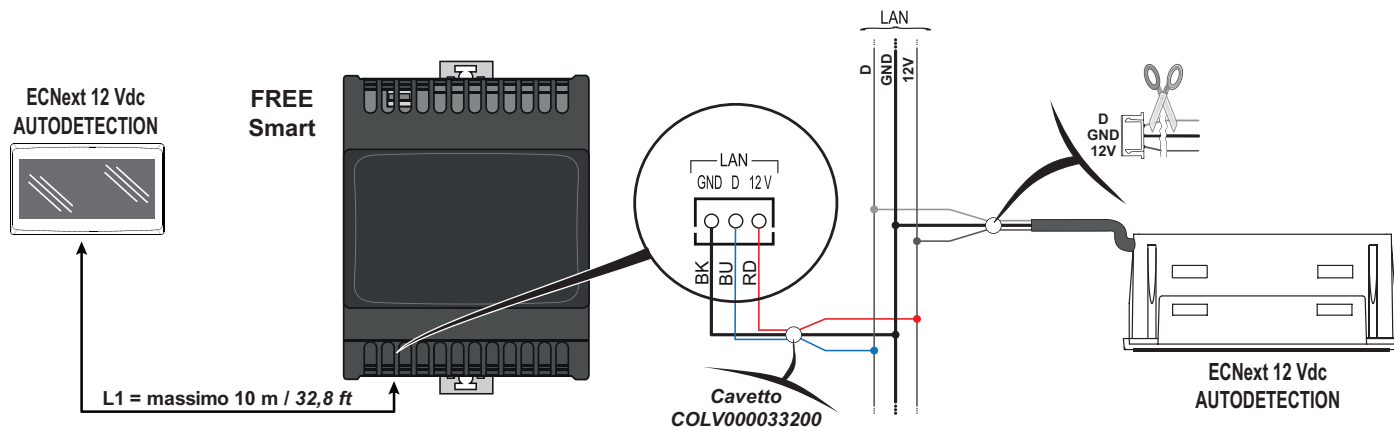 ECNext 12 Vdc
AUTODETECTION
FREE
Smart
L1 = massimo 10 m / 32,8 ft
LAN
GND D 12 V
BK
BU
RD
Cavetto
COLV000033200
LAN
D
GND
12V
D
GND
12V
ECNext 12 Vdc
AUTODETECTION